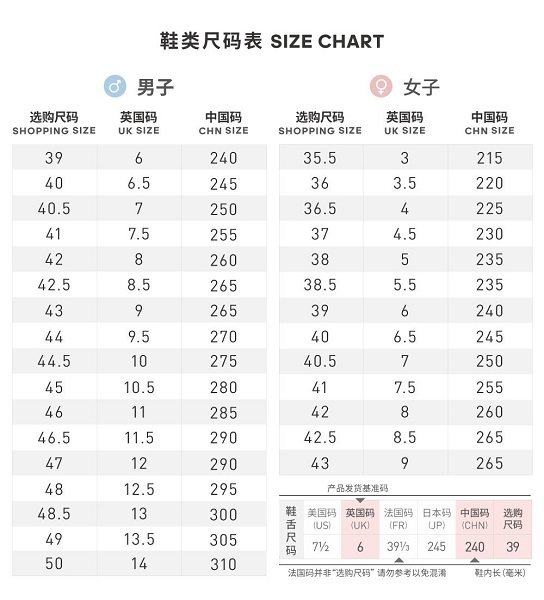 鞋类尺码表 SIZE CHART
男子
选购尺码 英国码 中国码
SHOPPING SIZE UK SIZE CHN SIZE
39 6 240
40 6.5 245
40.5 7 250
41 7.5 255
42 8 260
42.5 8.5 265
43 9 265
44 9.5 270
44.5 10 275
45 10.5 280
46 11 285
46.5 11.5 290
47 12 290
48 12.5 295
48.5 13 300
49 13.5 305
50 14 310
女子
选购尺码 英国码 中国码
SHOPPING SIZE UK SIZE CHN SIZE
35.5 3 215
36 3.5 220
36.5 4 225
37 4.5 230
38 5 235
38.5 5.5 235
39 6 240
40 6.5 245
40.5 7 250
41 7.5 255
42 8 260
42.5 8.5 265
43 9 265
产品发货基准码
鞋舌尺码
美国码 英国码 法国码 日本码 中国码 选购
(US) (UK) (FR) (JP) (CHN) 尺码
7½ 6 39⅓ 245 240 39
法国码并非“选购尺码” 请勿参考以免混淆 鞋内长(毫米)